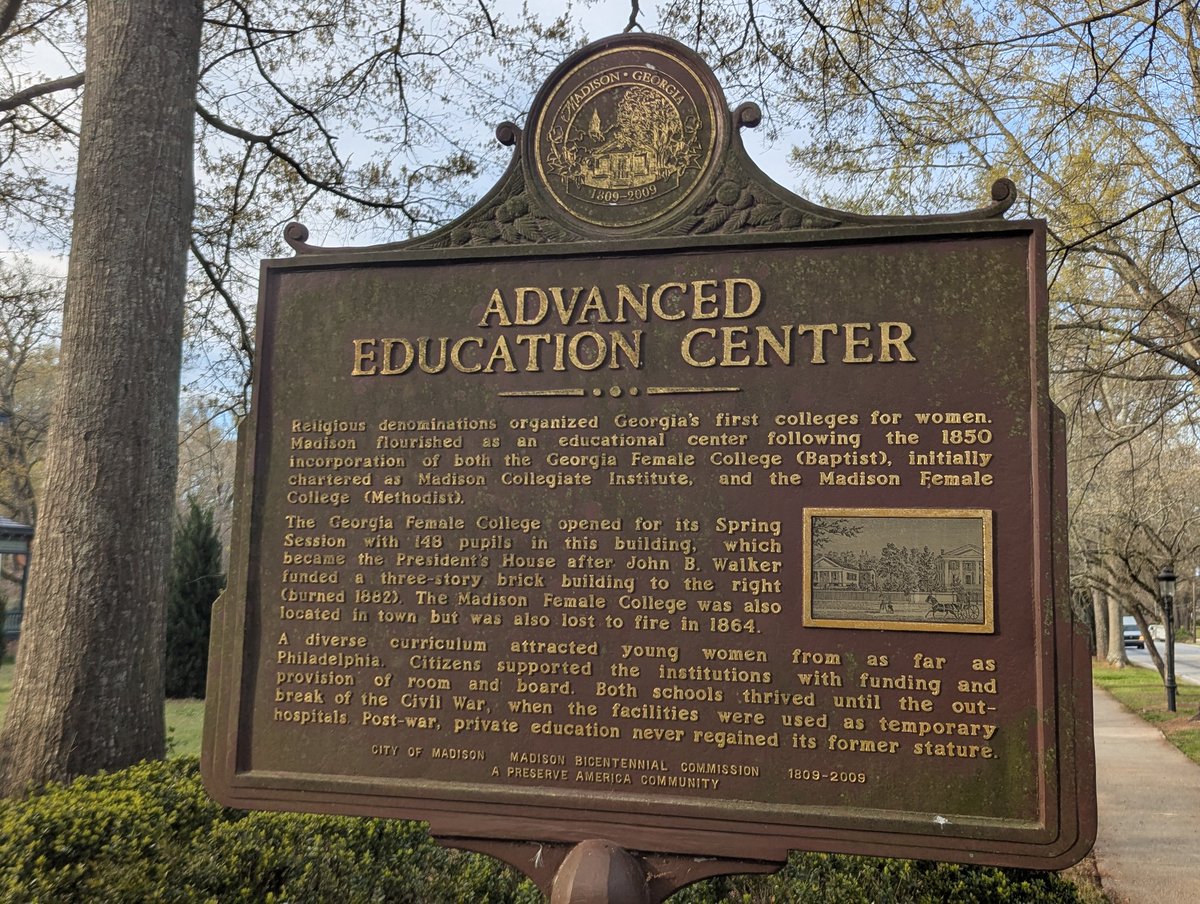 MADISON · GEORGIA
1809-2009
ADVANCED
EDUCATION CENTER
Religious denominations organized Georgia's first colleges for women.
Madison flourished as an educational center following the 1850
incorporation of both the Georgia Female College (Baptist), initially
chartered as Madison Collegiate Institute, and the Madison Female
College (Methodist).
The Georgia Female College opened for its Spring
Session with 148 pupils in this building, which
became the President's House after John B. Walker
funded a three-story brick building to the right
(burned 1882). The Madison Female College was also
located in town but was also lost to fire in 1864.
A diverse curriculum attracted young women from as far as
Philadelphia. Citizens supported the institutions with funding and
provision of room and board. Both schools thrived until the out-
break of the Civil War, when the facilities were used as temporary
hospitals. Post-war, private education never regained its former stature.
CITY OF MADISON MADISON BICENTENNIAL COMMISSION 1809-2009
A PRESERVE AMERICA COMMUNITY